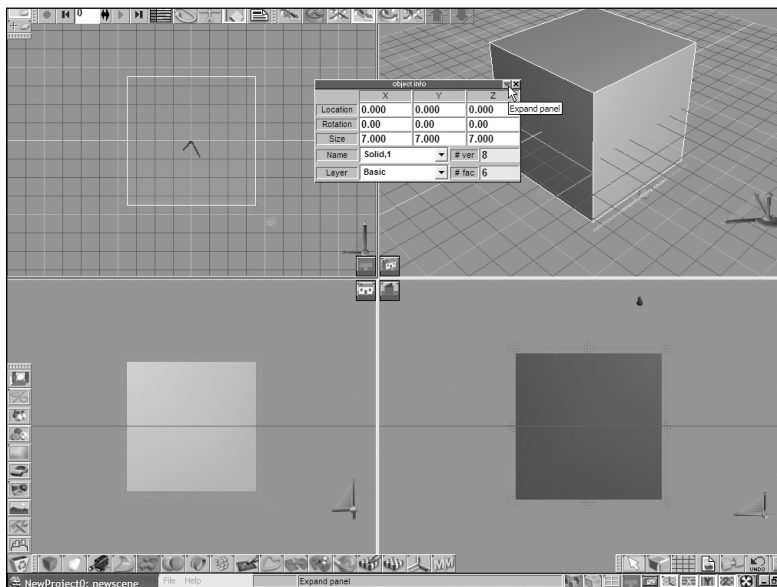 0
object info
X Y Z
Location 0.000 0.000 0.000
Expand panel
Rotation 0.00 0.00 0.00
Size 7.000 7.000 7.000
Name Solid,1 # ver 8
Layer Basic # fac 6
UNDO
NewProject0: newscene File Help Expand panel